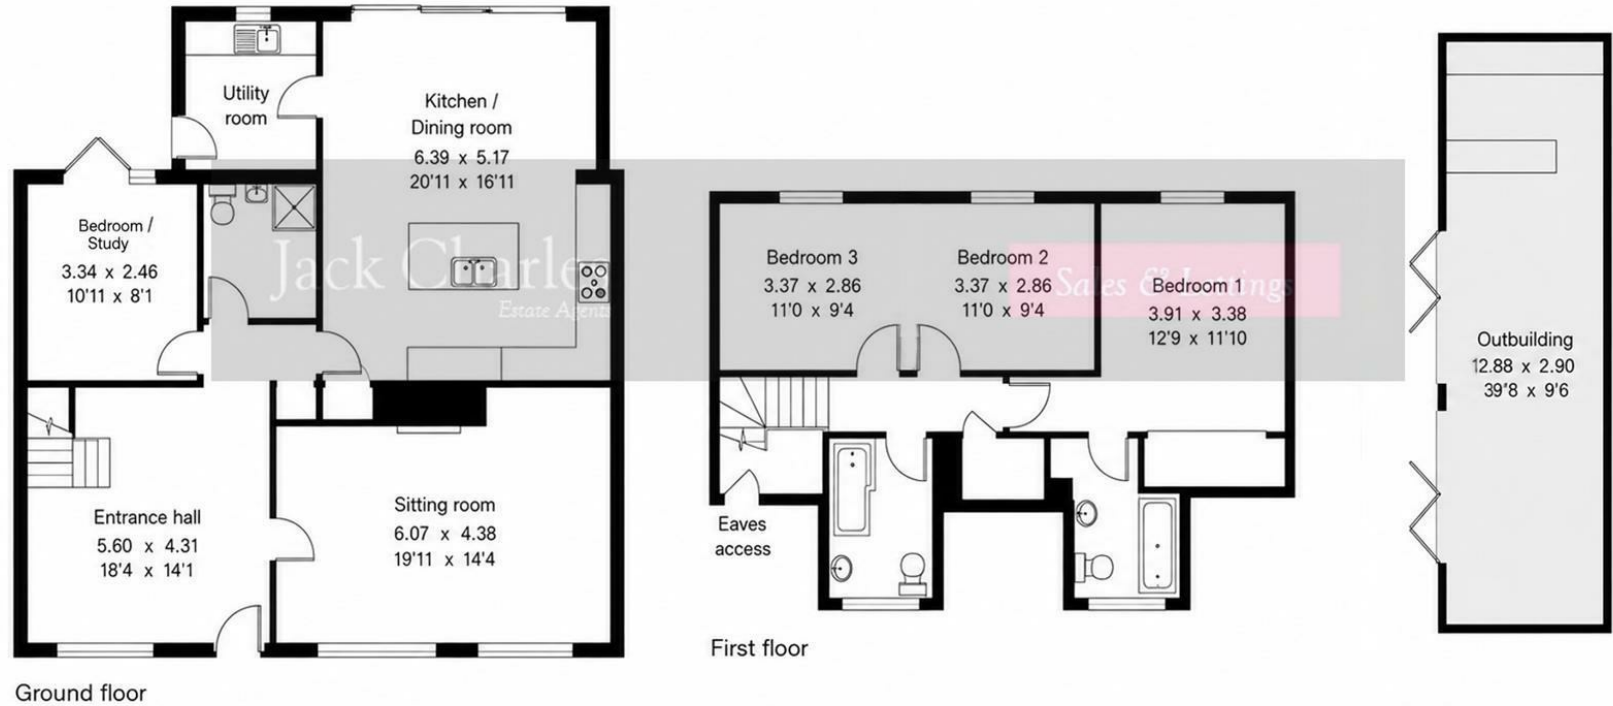 Utility
room
Kitchen /
Dining room
6.39 x 5.17
20'11 x 16'11
Bedroom /
Study
3.34 x 2.46
10'11 x 8'1
Jack Charles
Estate Agents
Entrance hall
5.60 x 4.31
18'4 x 14'1
Sitting room
6.07 x 4.38
19'11 x 14'4
Ground floor
Bedroom 3
3.37 x 2.86
11'0 x 9'4
Bedroom 2
3.37 x 2.86
11'0 x 9'4
Sales & Lettings
Bedroom 1
3.91 x 3.38
12'9 x 11'10
Eaves
access
First floor
Outbuilding
12.88 x 2.90
39'8 x 9'6